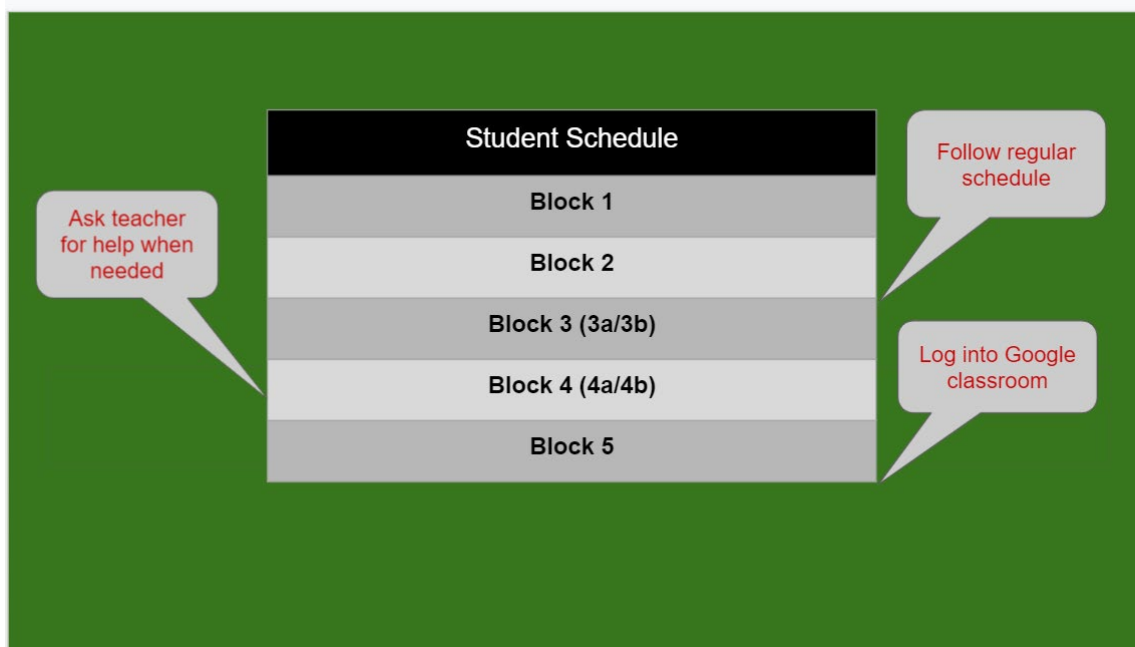 Student Schedule
Block 1
Block 2
Block 3 (3a/3b)
Block 4 (4a/4b)
Block 5
Ask teacher
for help when
needed
Follow regular
schedule
Log into Google
classroom